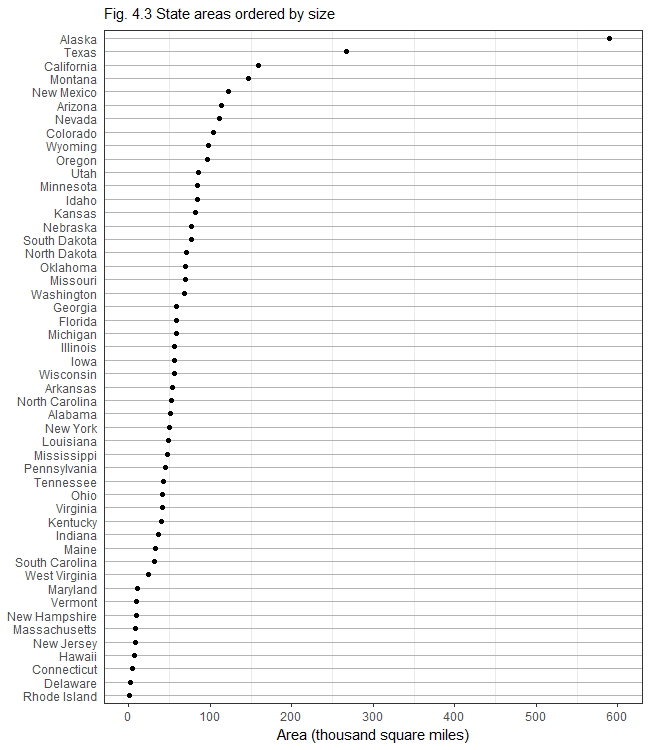 Fig. 4.3 State areas ordered by size
Alaska
Texas
California
Montana
New Mexico
Arizona
Nevada
Colorado
Wyoming
Oregon
Utah
Minnesota
Idaho
Kansas
Nebraska
South Dakota
North Dakota
Oklahoma
Missouri
Washington
Georgia
Florida
Michigan
Illinois
Iowa
Wisconsin
Arkansas
North Carolina
Alabama
New York
Louisiana
Mississippi
Pennsylvania
Tennessee
Ohio
Virginia
Kentucky
Indiana
Maine
South Carolina
West Virginia
Maryland
Vermont
New Hampshire
Massachusetts
New Jersey
Hawaii
Connecticut
Delaware
Rhode Island
0 100 200 300 400 500 600
Area (thousand square miles)